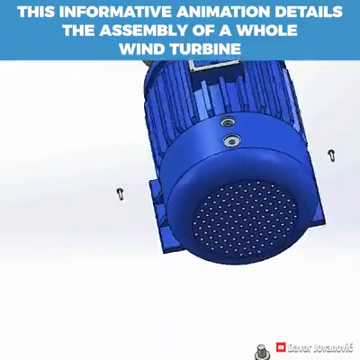 THIS INFORMATIVE ANIMATION DETAILS
THE ASSEMBLY OF A WHOLE
WIND TURBINE
Davor Jovanović